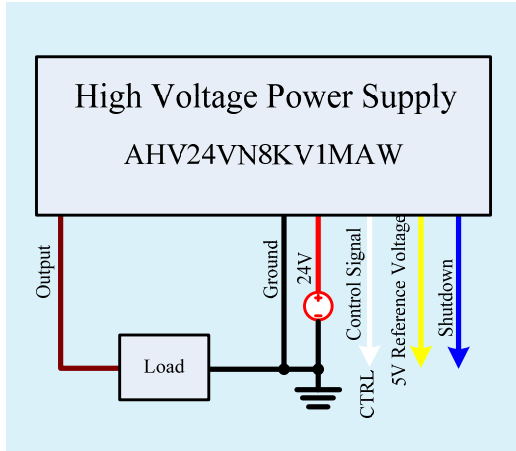 High Voltage Power Supply
AHV24VN8KV1MAW
Output
Ground
24V
Control Signal
5V Reference Voltage
Shutdown
Load
CTRL